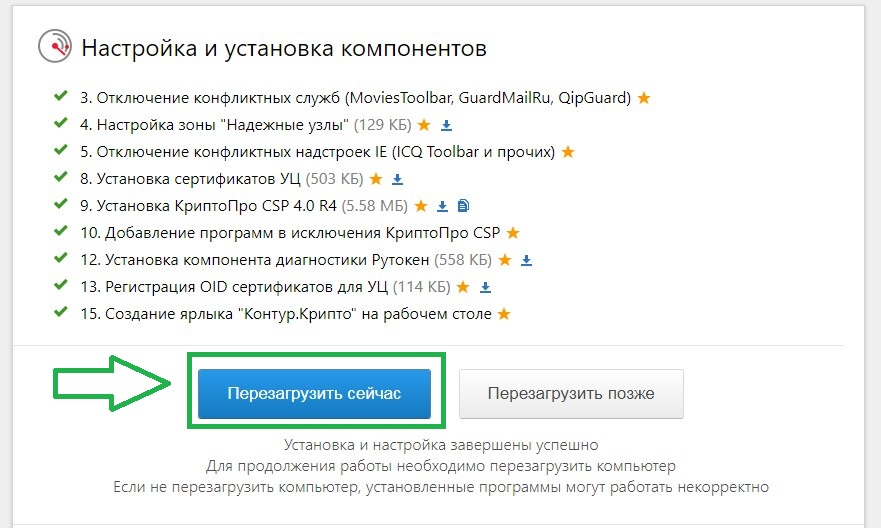 Настройка и установка компонентов
3. Отключение конфликтных служб (MoviesToolbar, GuardMailRu, QipGuard)
4. Настройка зоны "Надежные узлы" (129 КБ)
5. Отключение конфликтных надстроек IE (ICQ Toolbar и прочих)
8. Установка сертификатов УЦ (503 КБ)
9. Установка КриптоПро CSP 4.0 R4 (5.58 МБ)
10. Добавление программ в исключения КриптоПро CSP
12. Установка компонента диагностики Рутокен (558 КБ)
13. Регистрация OID сертификатов для УЦ (114 КБ)
15. Создание ярлыка "Контур.Крипто" на рабочем столе
Перезагрузить сейчас
Перезагрузить позже
Установка и настройка завершены успешно
Для продолжения работы необходимо перезагрузить компьютер
Если не перезагрузить компьютер, установленные программы могут работать некорректно